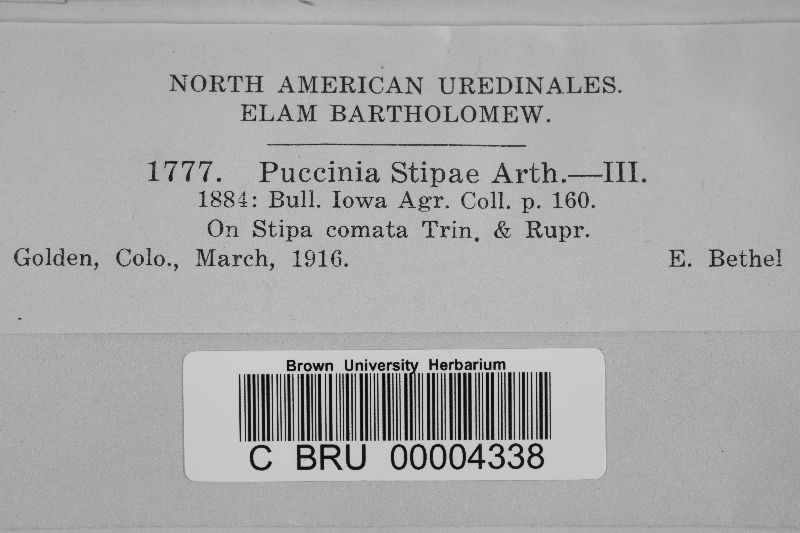 NORTH AMERICAN UREDINALES.
ELAM BARTHOLOMEW.
1777. Puccinia Stipae Arth.—III.
1884: Bull. Iowa Agr. Coll. p. 160.
On Stipa comata Trin. & Rupr.
Golden, Colo., March, 1916. E. Bethel
Brown University Herbarium
C BRU 00004338